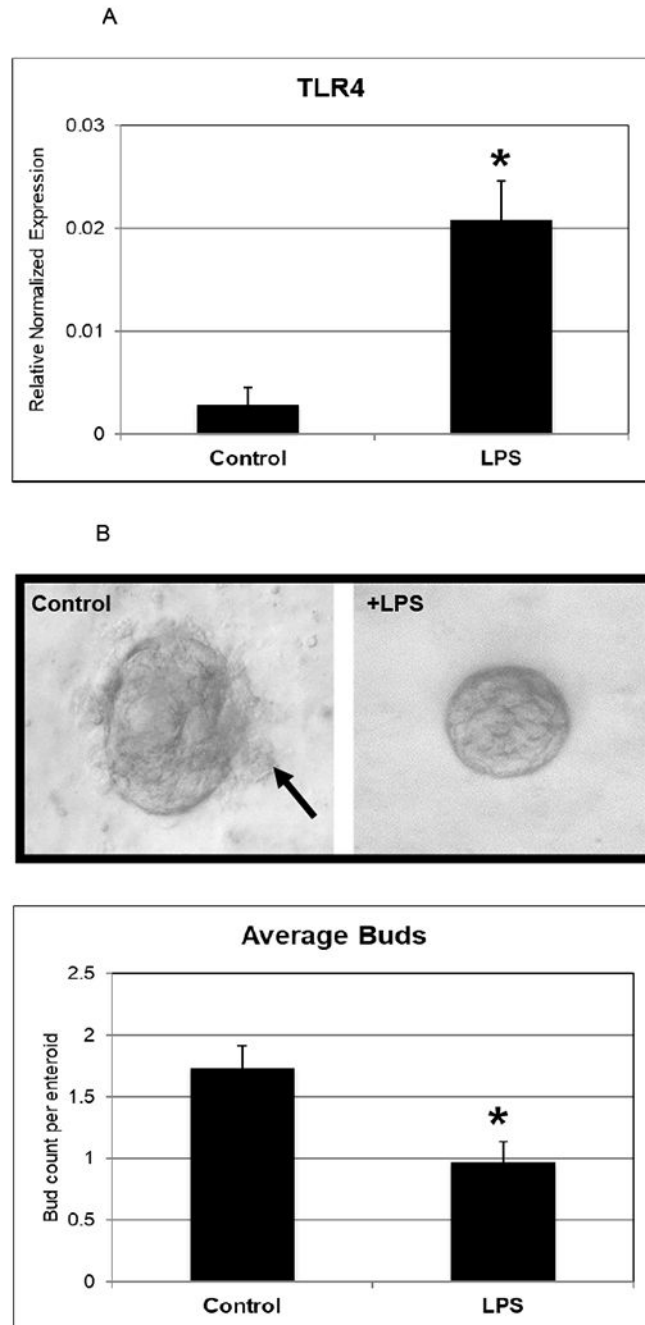 A
TLR4
Relative Normalized Expression
0.03
0.02
0.01
0
*
Control
LPS
B
Control
+LPS
Average Buds
Bud count per enteroid
2.5
2
1.5
1
0.5
0
*
Control
LPS